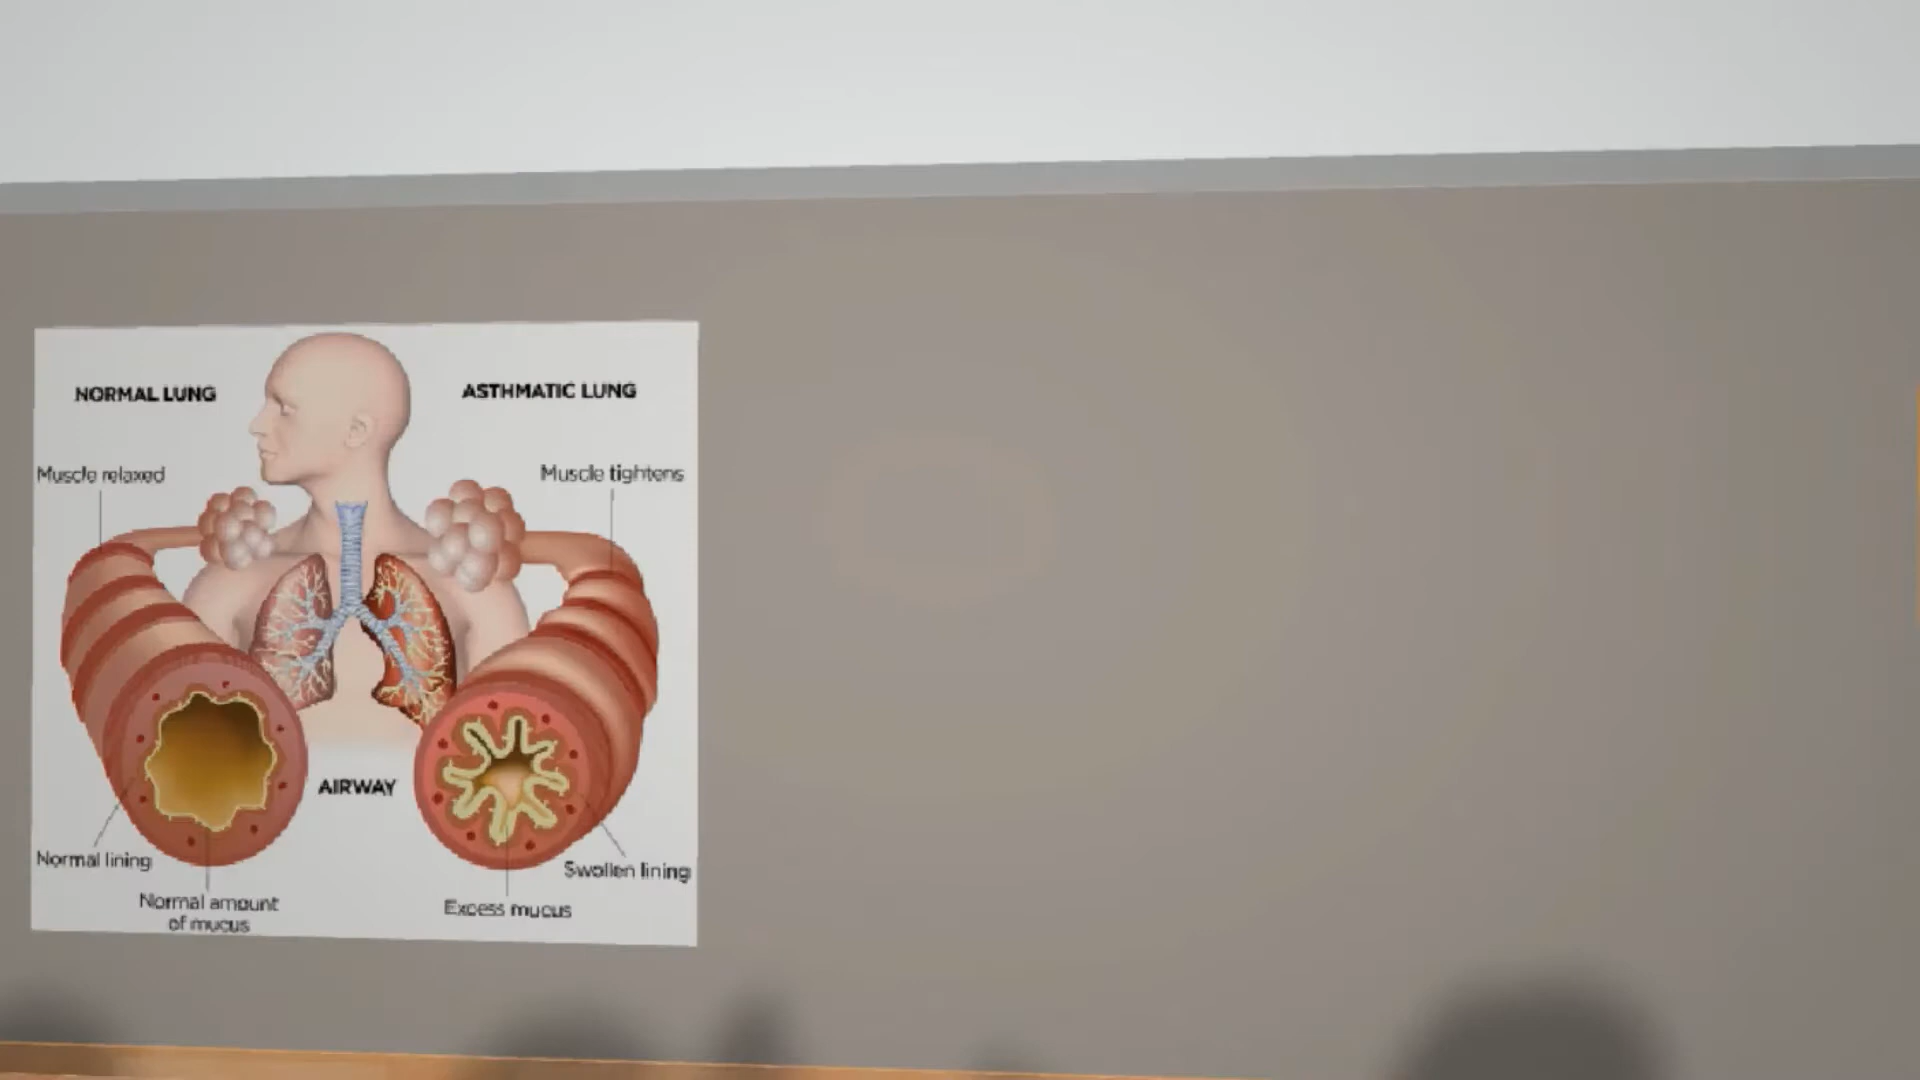 NORMAL LUNG
ASTHMATIC LUNG
Muscle relaxed
Muscle tightens
AIRWAY
Normal lining
Swollen lining
Normal amount
of mucus
Excess mucus